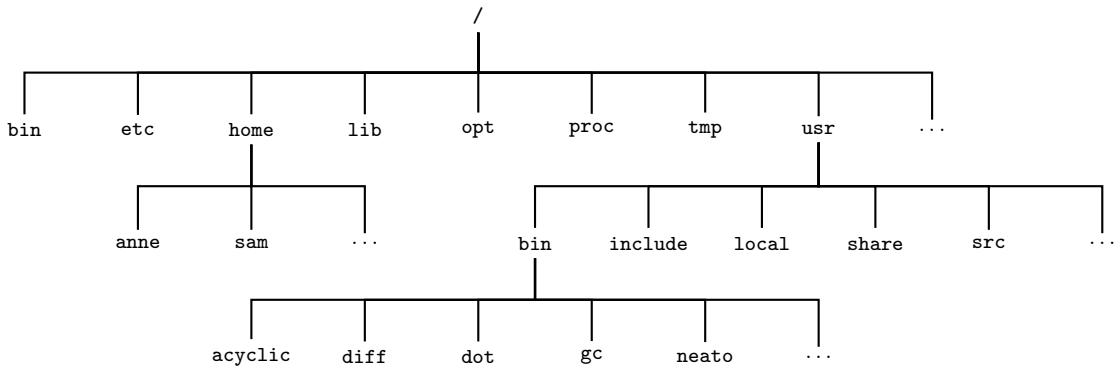 /
bin etc home lib opt proc tmp usr ...
anne sam ... bin include local share src ...
acyclic diff dot gc neato ...